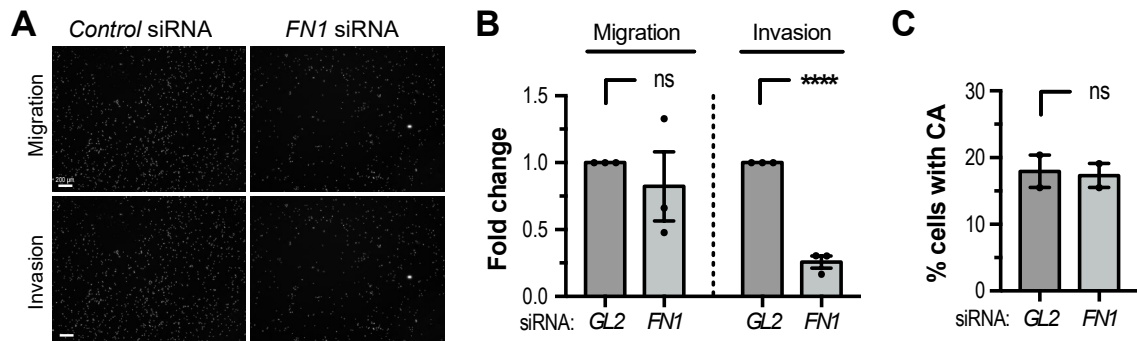 A
Control siRNA
FN1 siRNA
Migration
200 μm
Invasion
B
Migration
Invasion
ns
****
Fold change
1.5
1.0
0.5
0.0
siRNA: GL2 FN1 GL2 FN1
C
ns
% cells with CA
30
20
10
0
siRNA: GL2 FN1